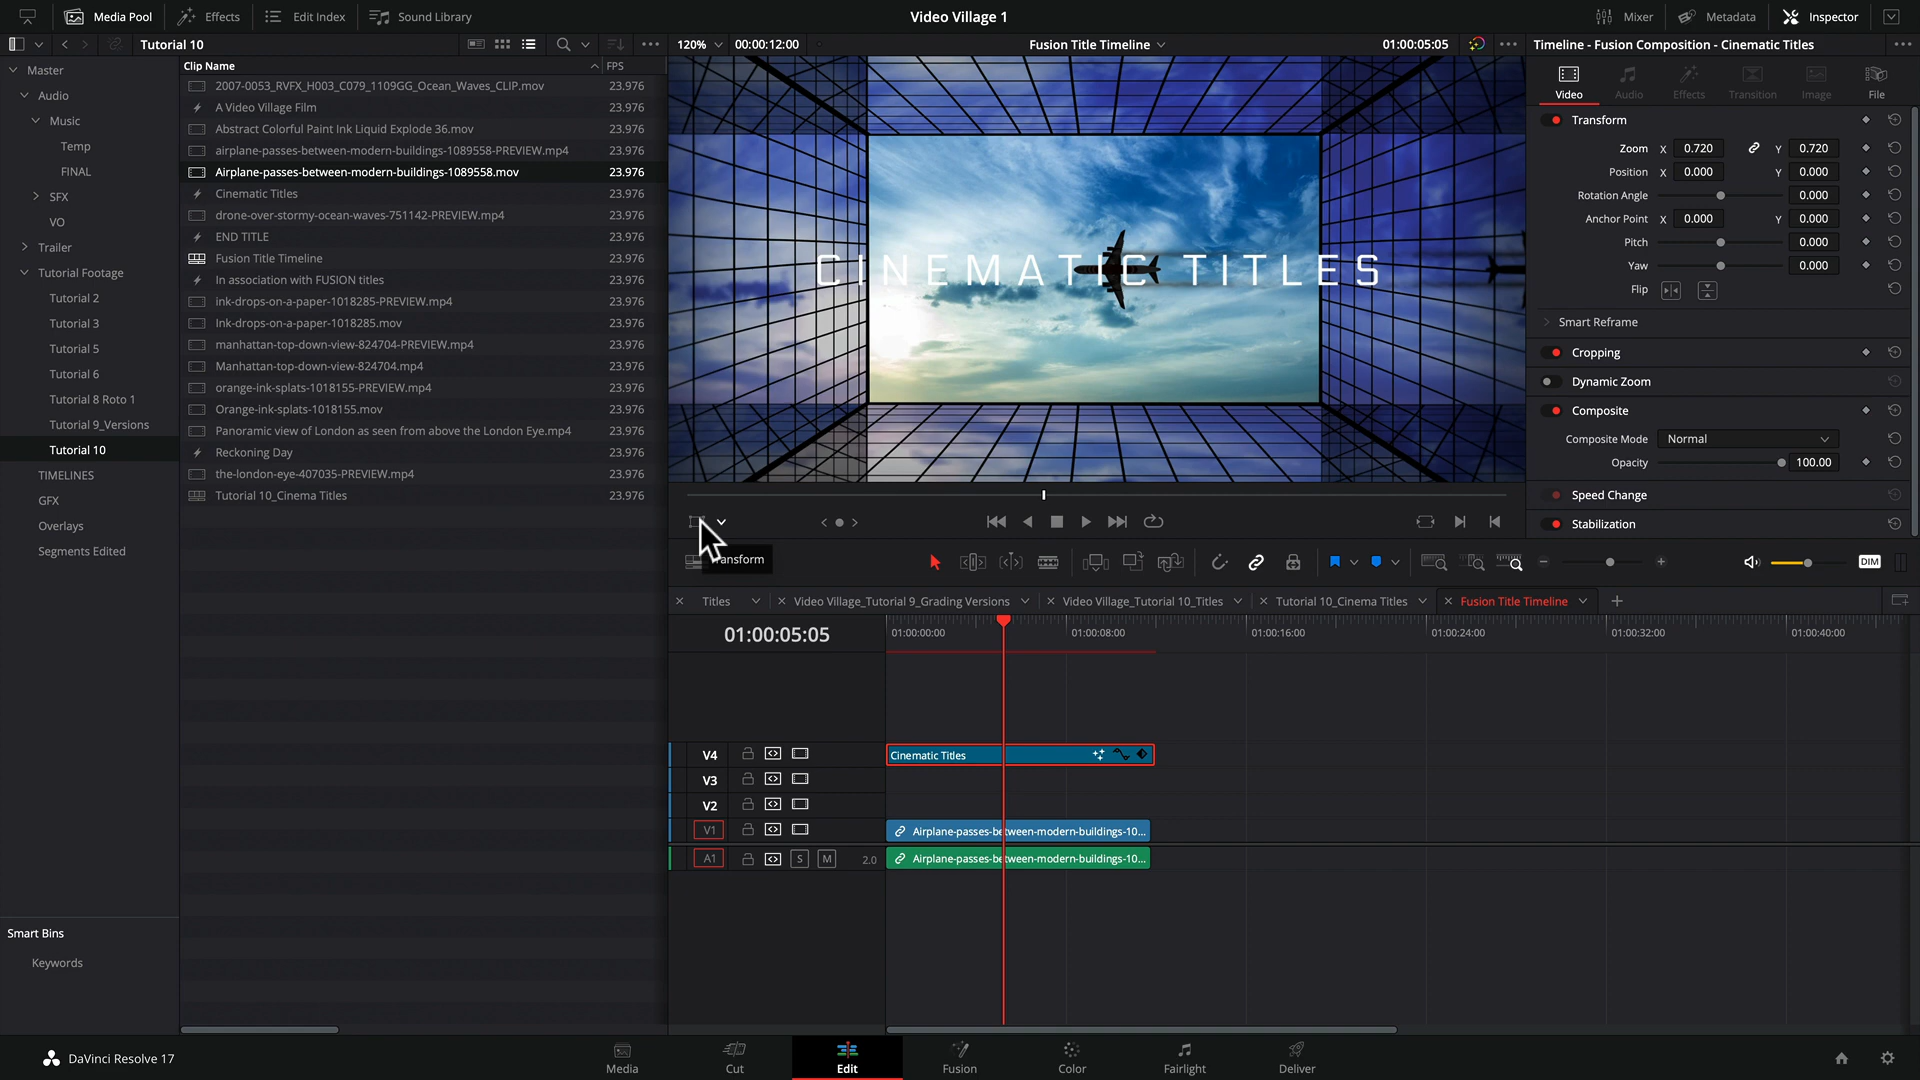 Media Pool
Effects
Edit Index
Sound Library
Video Village 1
Mixer
Metadata
Inspector
Tutorial 10
120%
00:00:12:00
Fusion Title Timeline
01:00:05:05
Timeline - Fusion Composition - Cinematic Titles
Master
Audio
Music
Temp
FINAL
SFX
VO
Trailer
Tutorial Footage
Tutorial 2
Tutorial 3
Tutorial 5
Tutorial 6
Tutorial 8 Roto 1
Tutorial 9_Versions
Tutorial 10
TIMELINES
GFX
Overlays
Segments Edited
Smart Bins
Keywords
Clip Name FPS
2007-0053_RVFX_H003_C079_1109GG_Ocean_Waves_CLIP.mov 23.976
A Video Village Film 23.976
Abstract Colorful Paint Ink Liquid Explode 36.mov 23.976
airplane-passes-between-modern-buildings-1089558-PREVIEW.mp4 23.976
Airplane-passes-between-modern-buildings-1089558.mov 23.976
Cinematic Titles 23.976
drone-over-stormy-ocean-waves-751142-PREVIEW.mp4 23.976
END TITLE 23.976
Fusion Title Timeline 23.976
In association with FUSION titles 23.976
ink-drops-on-a-paper-1018285-PREVIEW.mp4 23.976
Ink-drops-on-a-paper-1018285.mov 23.976
manhattan-top-down-view-824704-PREVIEW.mp4 23.976
Manhattan-top-down-view-824704.mp4 23.976
orange-ink-splats-1018155-PREVIEW.mp4 23.976
Orange-ink-splats-1018155.mov 23.976
Panoramic view of London as seen from above the London Eye.mp4 23.976
Reckoning Day 23.976
the-london-eye-407035-PREVIEW.mp4 23.976
Tutorial 10_Cinema Titles 23.976
CINEMATIC TITLES
Video
Audio
Effects
Transition
Image
File
Transform
Zoom X 0.720 Y 0.720
Position X 0.000 Y 0.000
Rotation Angle 0.000
Anchor Point X 0.000 Y 0.000
Pitch 0.000
Yaw 0.000
Flip
Smart Reframe
Cropping
Dynamic Zoom
Composite
Composite Mode Normal
Opacity 100.00
Speed Change
Stabilization
DIM
Titles
Video Village_Tutorial 9_Grading Versions
Video Village_Tutorial 10_Titles
Tutorial 10_Cinema Titles
Fusion Title Timeline
01:00:05:05
01:00:00:00
01:00:08:00
01:00:16:00
01:00:24:00
01:00:32:00
01:00:40:00
V4
Cinematic Titles
V3
V2
V1
Airplane-passes-between-modern-buildings-10...
A1 S M 2.0
Airplane-passes-between-modern-buildings-10...
DaVinci Resolve 17
Media
Cut
Edit
Fusion
Color
Fairlight
Deliver